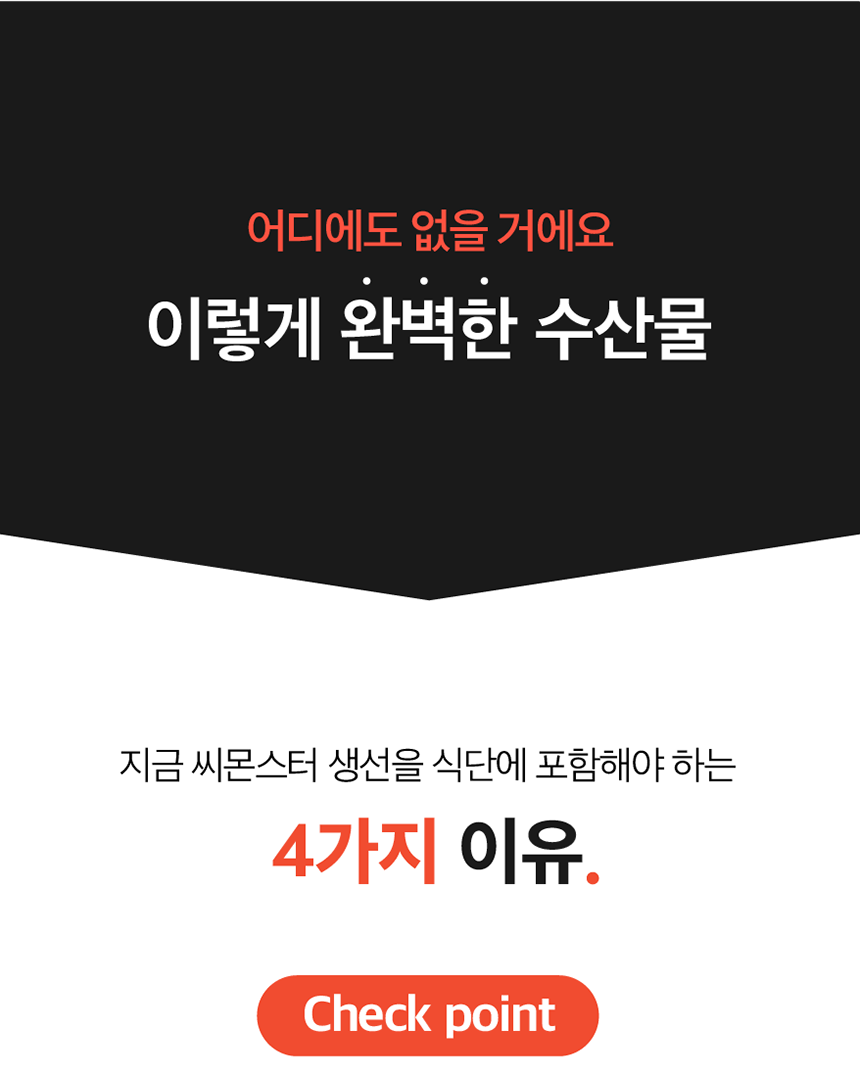 어디에도 없을 거에요
이렇게 완벽한 수산물
지금 씨몬스터 생선을 식단에 포함해야 하는
4가지 이유.
Check point